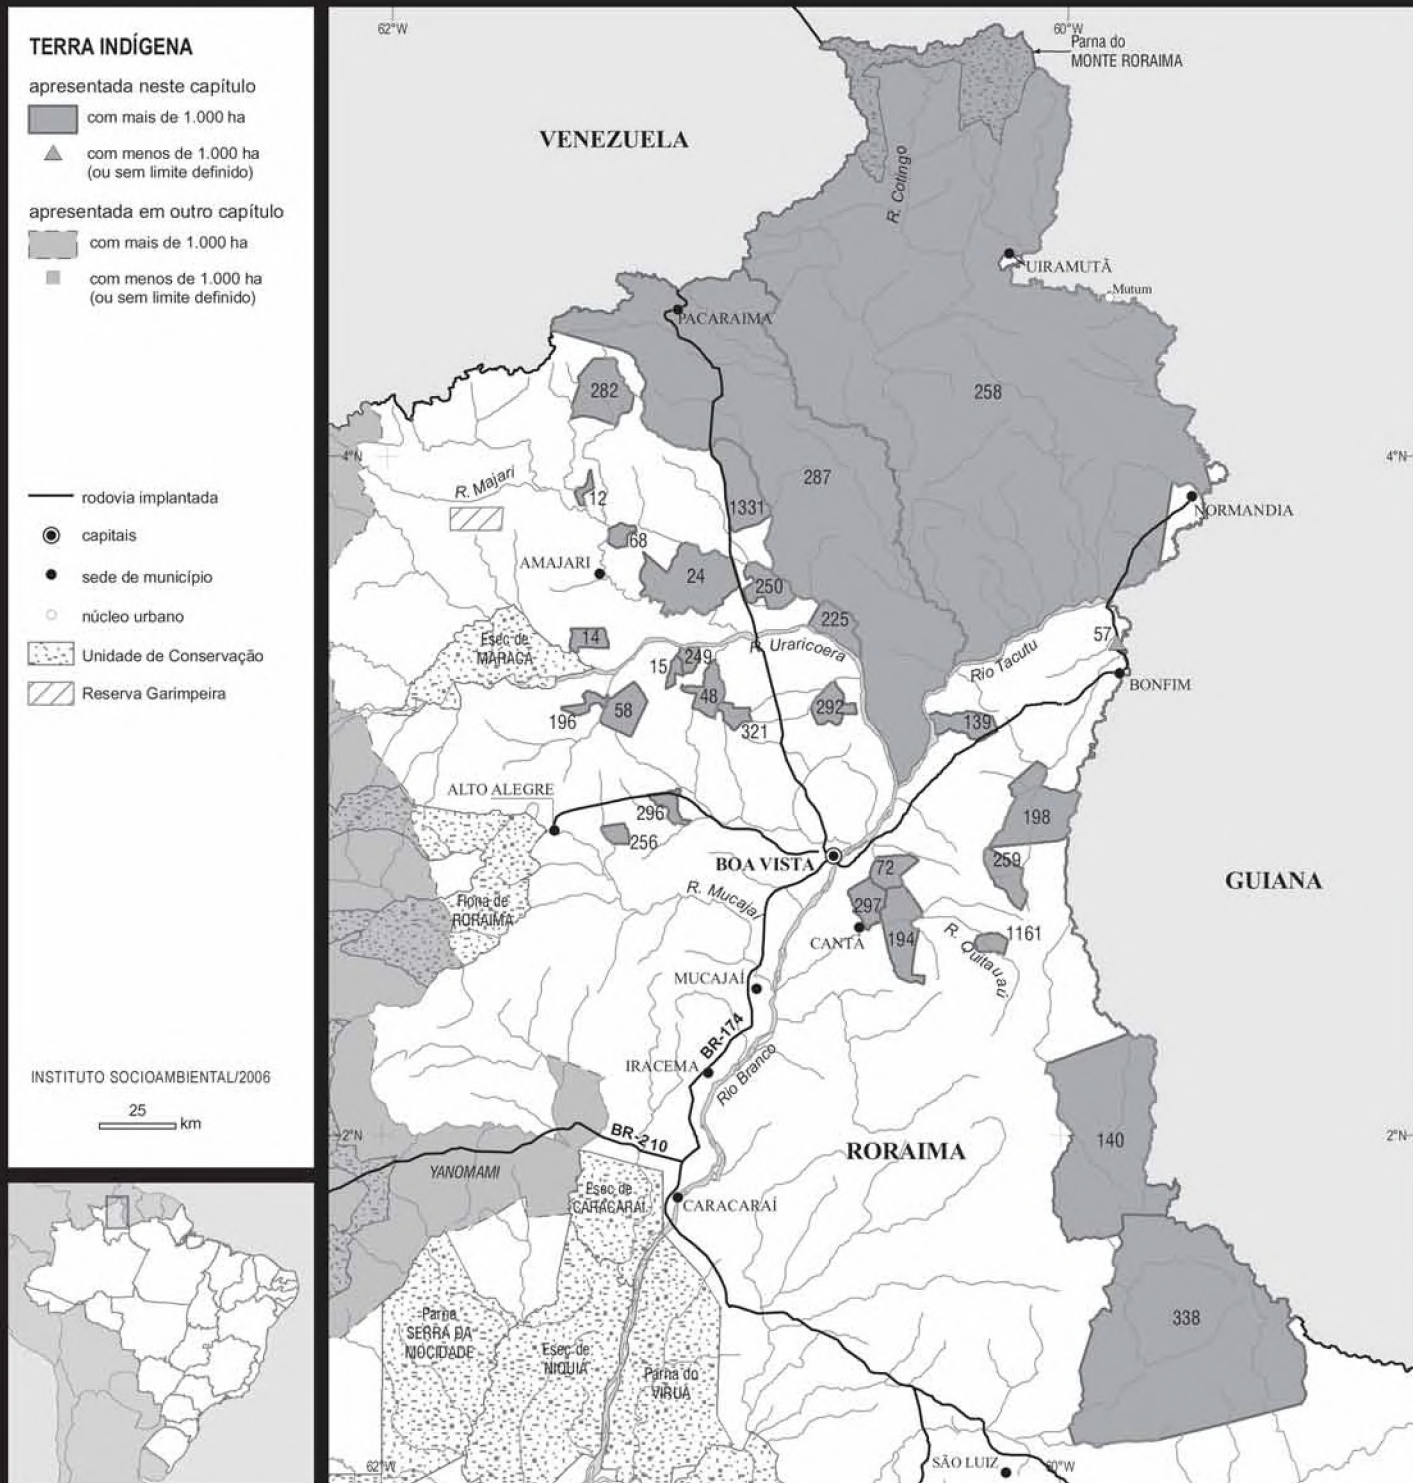 TERRA INDÍGENA
apresentada neste capítulo
com mais de 1.000 ha
com menos de 1.000 ha
(ou sem limite definido)
apresentada em outro capítulo
com mais de 1.000 ha
com menos de 1.000 ha
(ou sem limite definido)
rodovia implantada
capitais
sede de município
núcleo urbano
Unidade de Conservação
Reserva Garimpeira
INSTITUTO SOCIOAMBIENTAL/2006
25
km
62°W
60°W
Parna do
MONTE RORAIMA
VENEZUELA
R. Cotingo
UIRAMUTÃ
Mutum
PACARAIMA
282
258
4°N
4°N
R. Majari
12
287
1331
NORMANDIA
68
AMAJARI
24
250
225
14
Esec de
MARACÁ
R. Uraricoera
57
15
249
Rio Tacutu
BONFIM
196
58
48
321
292
139
ALTO ALEGRE
296
256
198
BOA VISTA
72
259
GUIANA
R. Mucajaí
Flona de
RORAIMA
297
CANTÁ
194
R. Quitauaú
1161
MUCAJAÍ
BR-174
IRACEMA
Rio Branco
2°N
BR-210
RORAIMA
140
2°N
YANOMAMI
Esec de
CARACARAÍ
CARACARAÍ
Parna
SERRA DA
MOCIDADE
Esec de
NIQUIÁ
Parna do
VIRUÁ
338
62°W
SÃO LUIZ
60°W